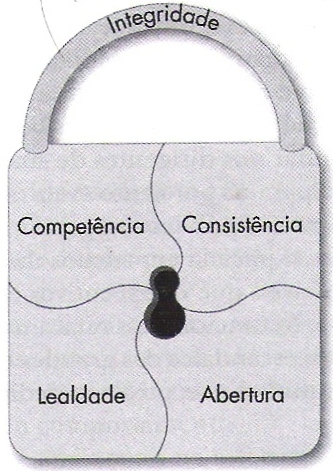 Integridade
Competência Consistência
Lealdade Abertura